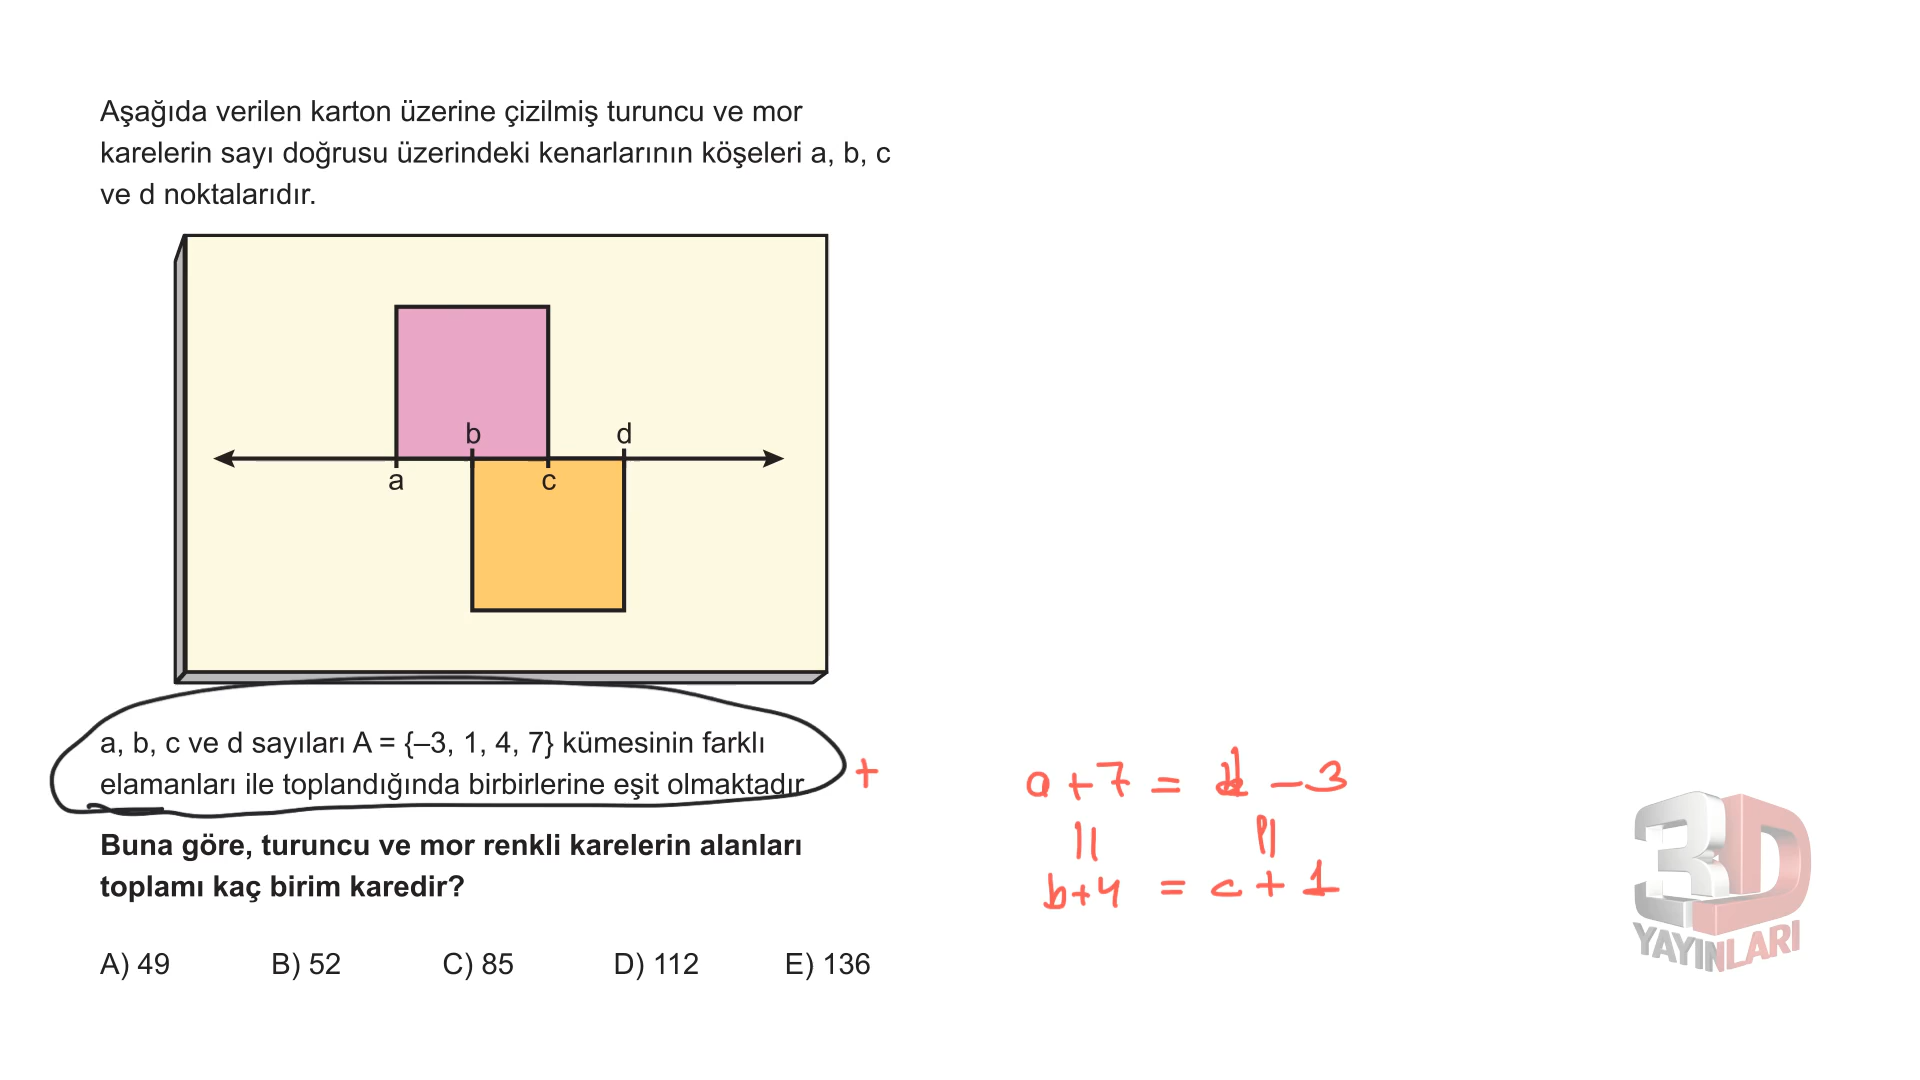 Aşağıda verilen karton üzerine çizilmiş turuncu ve mor
karelerin sayı doğrusu üzerindeki kenarlarının köşeleri a, b, c
ve d noktalarıdır.
b d
a c
a, b, c ve d sayıları A = {–3, 1, 4, 7} kümesinin farklı
elamanları ile toplandığında birbirlerine eşit olmaktadır.
+
a + 7 = d – 3
= =
b + 4 = c + 1
Buna göre, turuncu ve mor renkli karelerin alanları
toplamı kaç birim karedir?
A) 49 B) 52 C) 85 D) 112 E) 136
3D
YAYINLARI